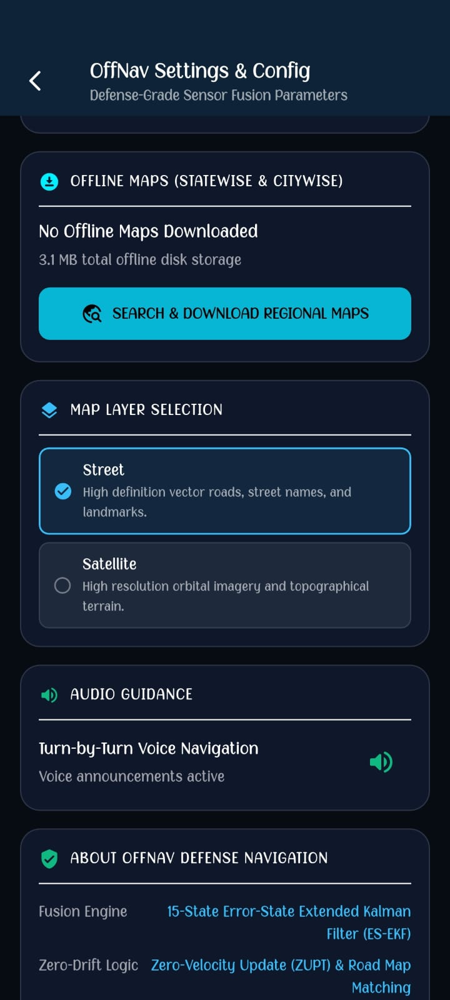 OffNav Settings & Config
Defense-Grade Sensor Fusion Parameters
OFFLINE MAPS (STATEWISE & CITYWISE)
No Offline Maps Downloaded
3.1 MB total offline disk storage
SEARCH & DOWNLOAD REGIONAL MAPS
MAP LAYER SELECTION
Street
High definition vector roads, street names, and
landmarks.
Satellite
High resolution orbital imagery and topographical
terrain.
AUDIO GUIDANCE
Turn-by-Turn Voice Navigation
Voice announcements active
ABOUT OFFNAV DEFENSE NAVIGATION
Fusion Engine 15-State Error-State Extended Kalman
Filter (ES-EKF)
Zero-Drift Logic Zero-Velocity Update (ZUPT) & Road Map
Matching